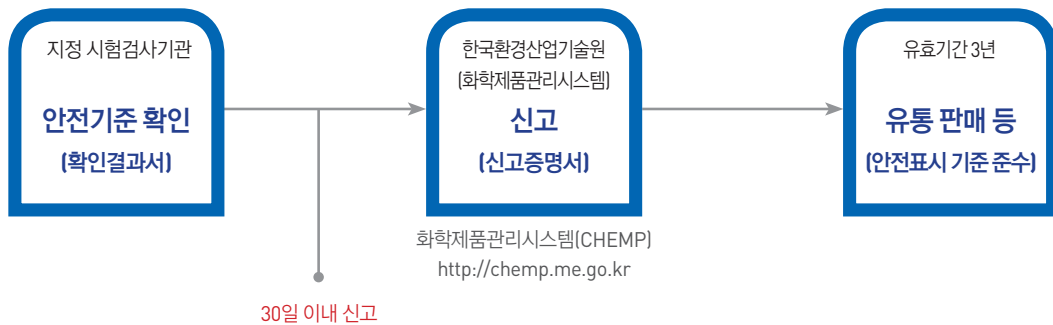 지정 시험검사기관
안전기준 확인
(확인결과서)
30일 이내 신고
한국환경산업기술원
(화학제품관리시스템)
신고
(신고증명서)
화학제품관리시스템(CHEMP)
http://chemp.me.go.kr
유효기간 3년
유통 판매 등
(안전표시 기준 준수)